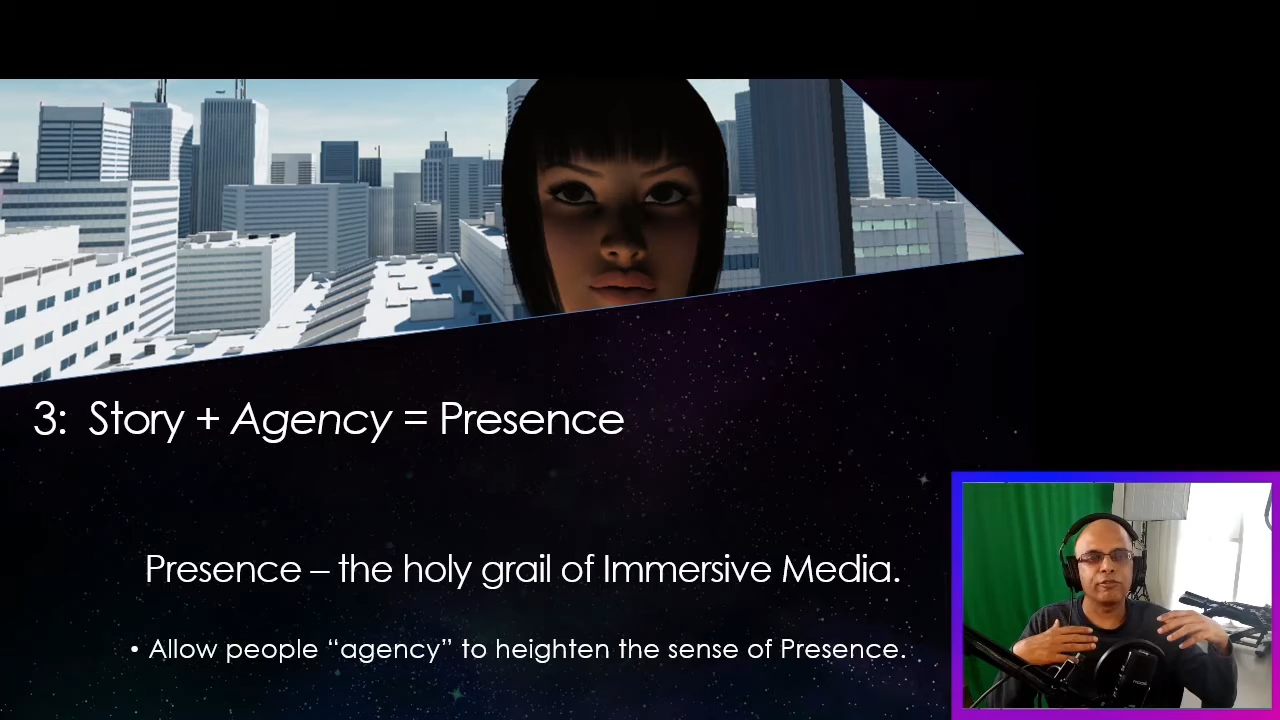 3: Story + Agency = Presence
Presence – the holy grail of Immersive Media.
• Allow people “agency” to heighten the sense of Presence.